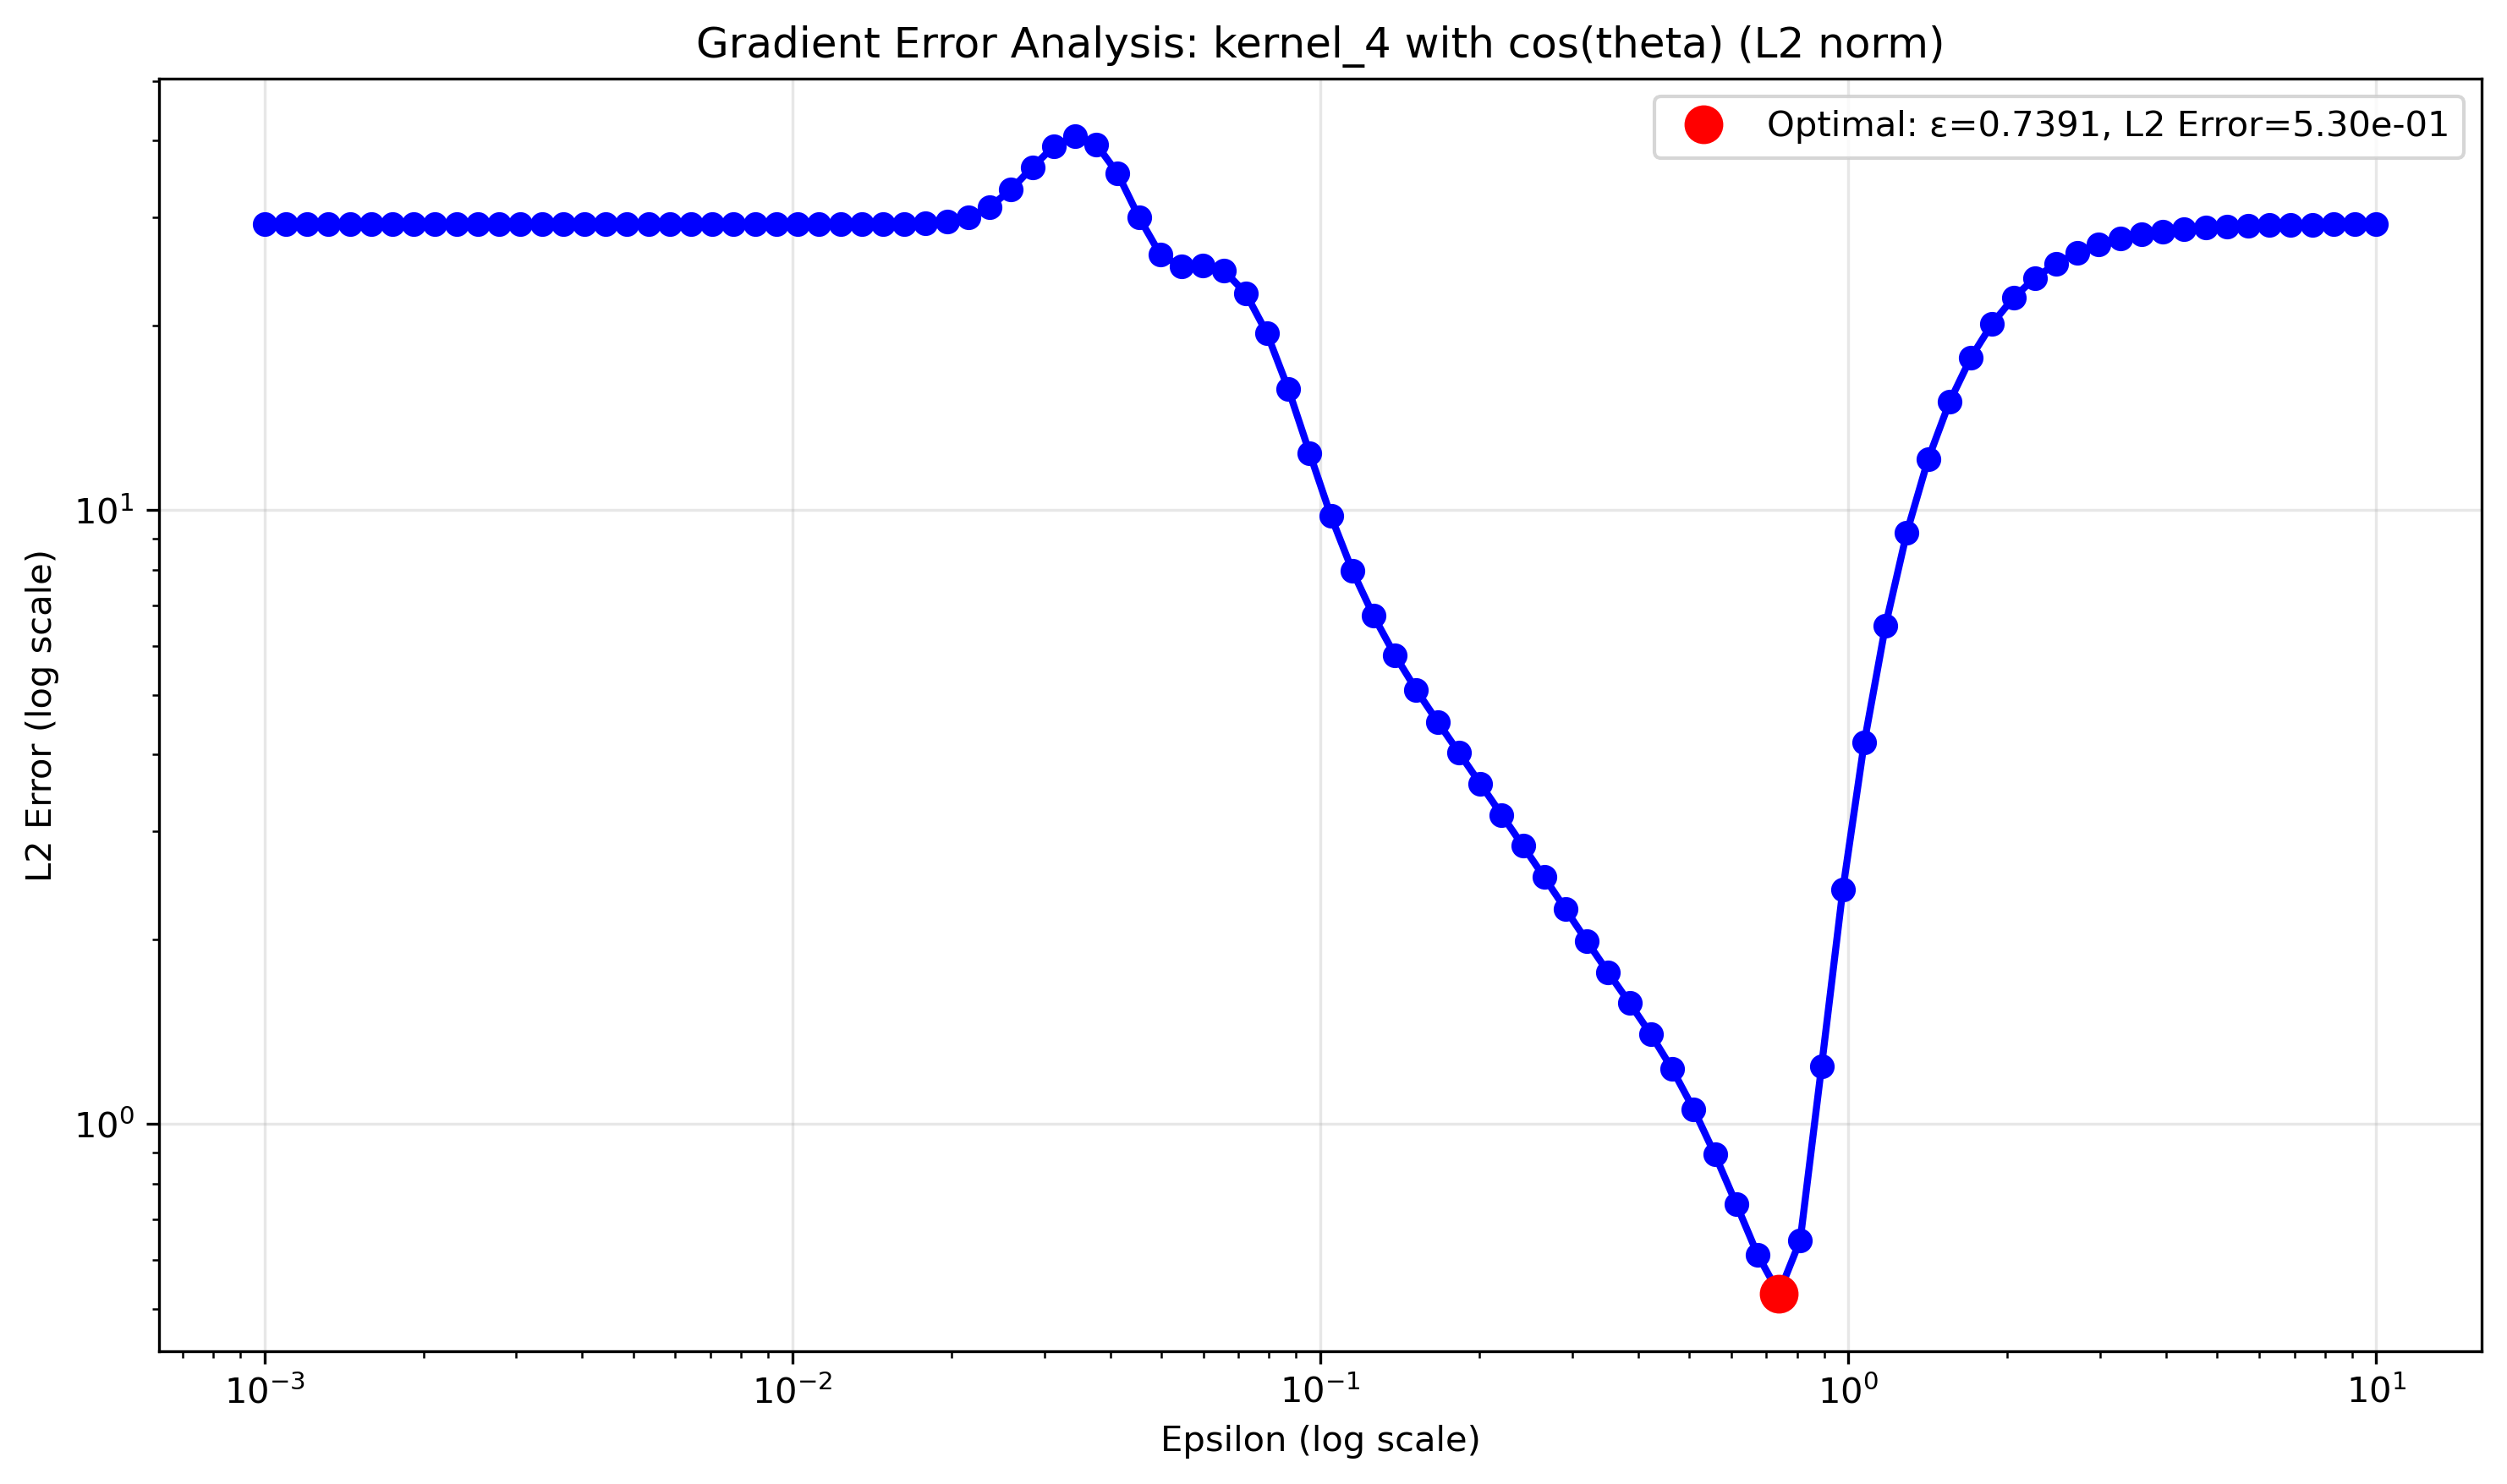 Gradient Error Analysis: kernel_4 with cos(theta) (L2 norm)
Optimal: ε=0.7391, L2 Error=5.30e-01
L2 Error (log scale)
10¹
10⁰
10⁻³ 10⁻² 10⁻¹ 10⁰ 10¹
Epsilon (log scale)